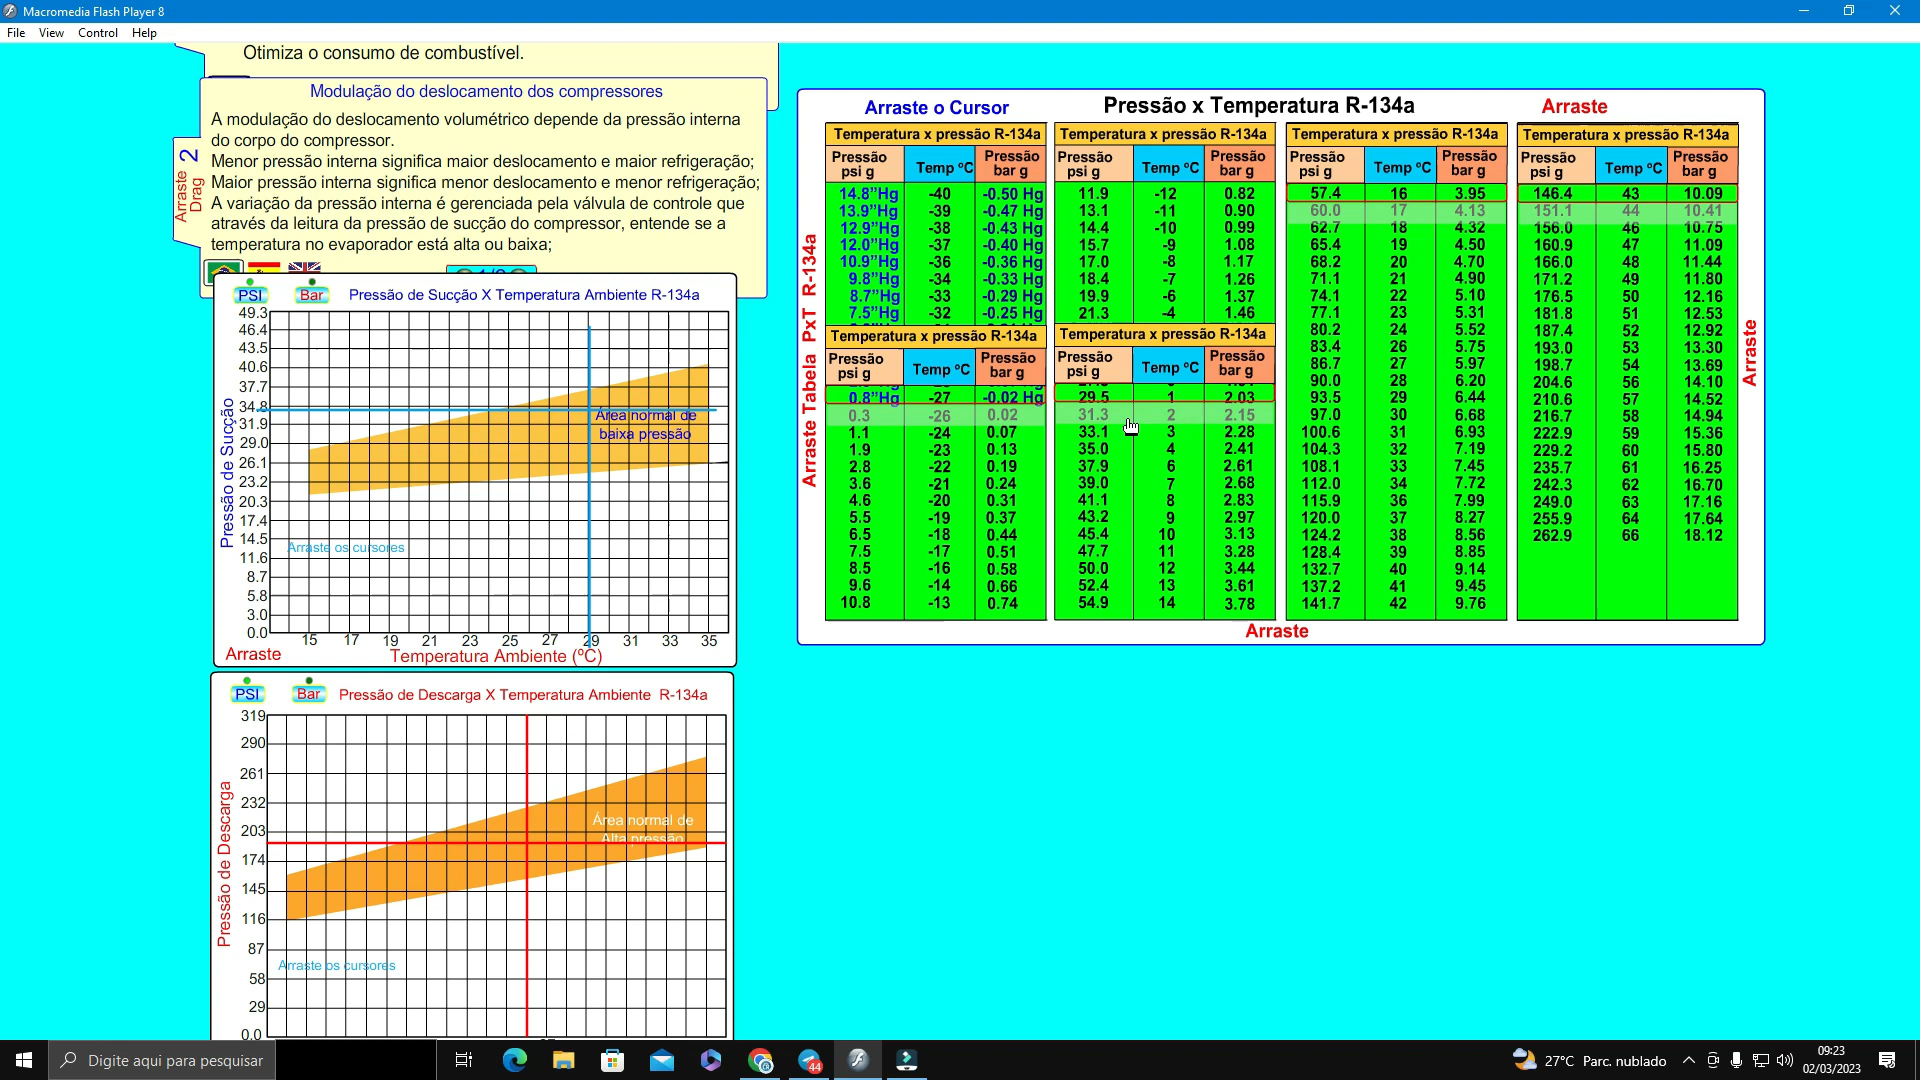 Macromedia Flash Player 8
File View Control Help
Otimiza o consumo de combustível.
Modulação do deslocamento dos compressores
A modulação do deslocamento volumétrico depende da pressão interna
do corpo do compressor.
Menor pressão interna significa maior deslocamento e maior refrigeração;
Maior pressão interna significa menor deslocamento e menor refrigeração;
A variação da pressão interna é gerenciada pela válvula de controle que
através da leitura da pressão de sucção do compressor, entende se a
temperatura no evaporador está alta ou baixa;
Arraste 2
Drag
PSI Bar Pressão de Sucção X Temperatura Ambiente R-134a
49.3
46.4
43.5
40.6
37.7
34.8
31.9
29.0
26.1
23.2
20.3
17.4
14.5
11.6
8.7
5.8
3.0
0.0
Pressão de Sucção
Área normal de
baixa pressão
Arraste os cursores
15 17 19 21 23 25 27 29 31 33 35
Arraste Temperatura Ambiente (ºC)
PSI Bar Pressão de Descarga X Temperatura Ambiente R-134a
319
290
261
232
203
174
145
116
87
58
29
0.0
Pressão de Descarga
Área normal de
Alta pressão
Arraste os cursores
Arraste o Cursor Pressão x Temperatura R-134a Arraste
Arraste Tabela PxT R-134a
Temperatura x pressão R-134a
Pressão psi g Temp ºC Pressão bar g
14.8”Hg -40 -0.50 Hg
13.9”Hg -39 -0.47 Hg
12.9”Hg -38 -0.43 Hg
12.0”Hg -37 -0.40 Hg
10.9”Hg -36 -0.36 Hg
9.8”Hg -34 -0.33 Hg
8.7”Hg -33 -0.29 Hg
7.5”Hg -32 -0.25 Hg
Temperatura x pressão R-134a
Pressão psi g Temp ºC Pressão bar g
0.8”Hg -27 -0.02 Hg
0.3 -26 0.02
1.1 -24 0.07
1.9 -23 0.13
2.8 -22 0.19
3.6 -21 0.24
4.6 -20 0.31
5.5 -19 0.37
6.5 -18 0.44
7.5 -17 0.51
8.5 -16 0.58
9.6 -14 0.66
10.8 -13 0.74
Temperatura x pressão R-134a
Pressão psi g Temp ºC Pressão bar g
11.9 -12 0.82
13.1 -11 0.90
14.4 -10 0.99
15.7 -9 1.08
17.0 -8 1.17
18.4 -7 1.26
19.9 -6 1.37
21.3 -4 1.46
Temperatura x pressão R-134a
Pressão psi g Temp ºC Pressão bar g
29.5 1 2.03
31.3 2 2.15
33.1 3 2.28
35.0 4 2.41
37.9 6 2.61
39.0 7 2.68
41.1 8 2.83
43.2 9 2.97
45.4 10 3.13
47.7 11 3.28
50.0 12 3.44
52.4 13 3.61
54.9 14 3.78
Temperatura x pressão R-134a
Pressão psi g Temp ºC Pressão bar g
57.4 16 3.95
60.0 17 4.13
62.7 18 4.32
65.4 19 4.50
68.2 20 4.70
71.1 21 4.90
74.1 22 5.10
77.1 23 5.31
80.2 24 5.52
83.4 26 5.75
86.7 27 5.97
90.0 28 6.20
93.5 29 6.44
97.0 30 6.68
100.6 31 6.93
104.3 32 7.19
108.1 33 7.45
112.0 34 7.72
115.9 36 7.99
120.0 37 8.27
124.2 38 8.56
128.4 39 8.85
132.7 40 9.14
137.2 41 9.45
141.7 42 9.76
Temperatura x pressão R-134a
Pressão psi g Temp ºC Pressão bar g
146.4 43 10.09
151.1 44 10.41
156.0 46 10.75
160.9 47 11.09
166.0 48 11.44
171.2 49 11.80
176.5 50 12.16
181.8 51 12.53
187.4 52 12.92
193.0 53 13.30
198.7 54 13.69
204.6 56 14.10
210.6 57 14.52
216.7 58 14.94
222.9 59 15.36
229.2 60 15.80
235.7 61 16.25
242.3 62 16.70
249.0 63 17.16
255.9 64 17.64
262.9 66 18.12
Arraste
Arraste
Digite aqui para pesquisar
44
27°C Parc. nublado
09:23
02/03/2023